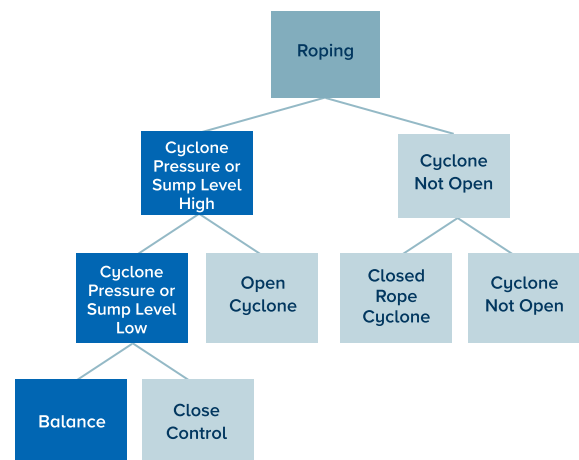 Roping
Cyclone
Pressure or
Sump Level
High
Cyclone
Not Open
Cyclone
Pressure or
Sump Level
Low
Open
Cyclone
Closed
Rope
Cyclone
Cyclone
Not Open
Balance
Close
Control